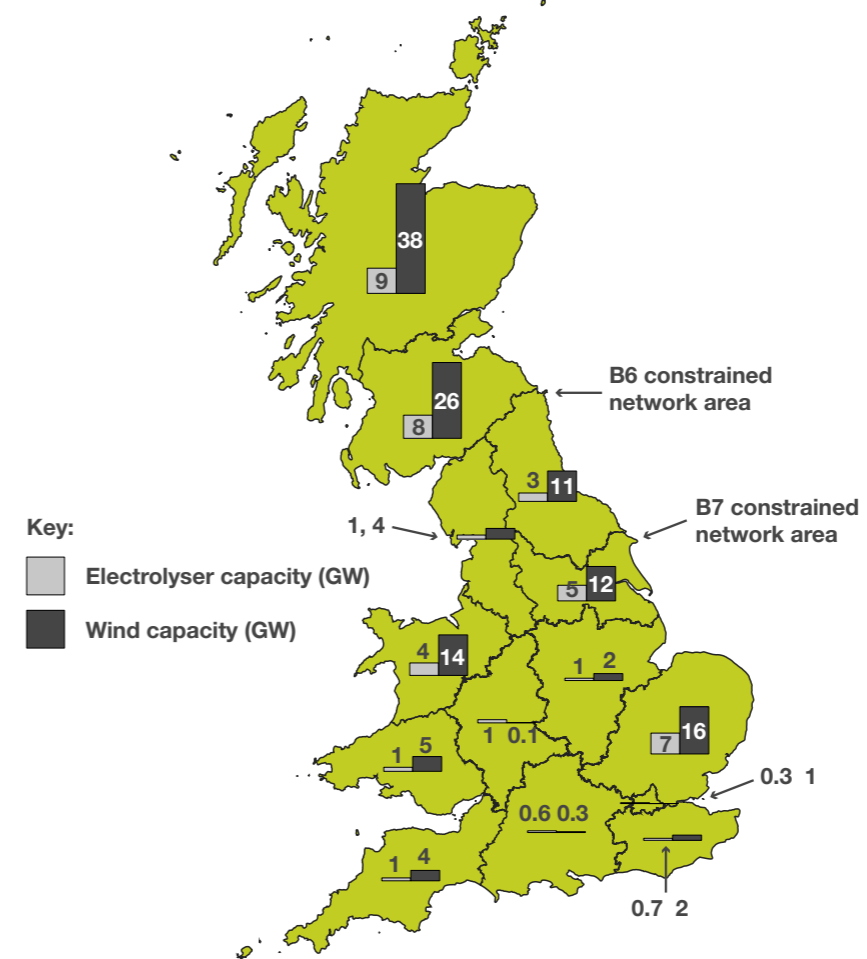 38
9
B6 constrained
network area
26
8
3 11
B7 constrained
network area
1, 4
Key:
Electrolyser capacity (GW)
Wind capacity (GW)
5 12
4 14
1 2
1 0.1
7 16
1 5
0.3 1
0.6 0.3
1 4
0.7 2